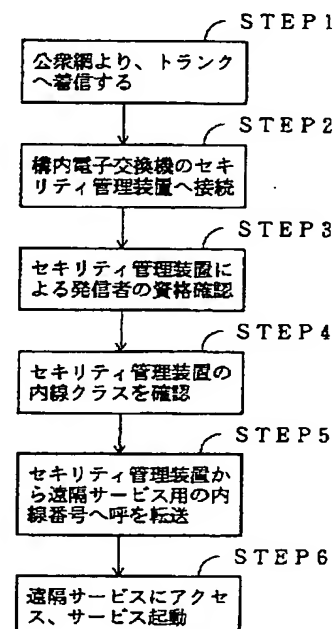 STEP1
公衆網より、トランク
へ着信する
STEP2
構内電子交換機のセキ
リティ管理装置へ接続
STEP3
セキリティ管理装置に
よる発信者の資格確認
STEP4
セキリティ管理装置の
内線クラスを確認
STEP5
セキリティ管理装置か
ら遠隔サービス用の内
線番号へ呼を転送
STEP6
遠隔サービスにアクセ
ス、サービス起動